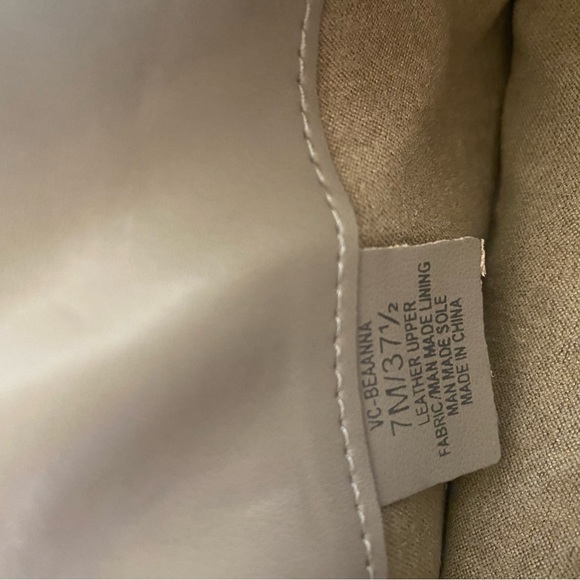 VC-BEAANNA
7M/37½
LEATHER UPPER
FABRIC/MAN MADE LINING
MAN MADE SOLE
MADE IN CHINA